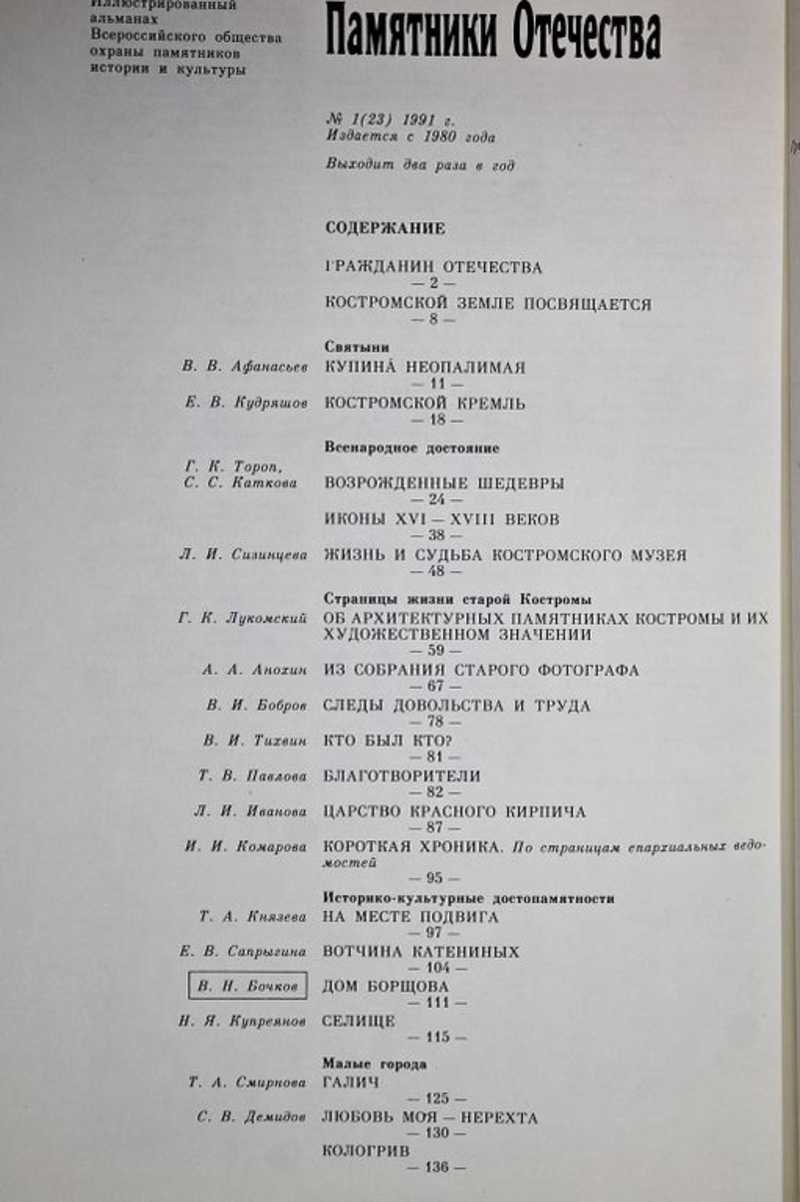 Иллюстрированный
альманах
Всероссийского общества
охраны памятников
истории и культуры
Памятники Отечества
№ 1(23) 1991 г.
Издается с 1980 года
Выходит два раза в год
СОДЕРЖАНИЕ
ГРАЖДАНИН ОТЕЧЕСТВА
— 2 —
КОСТРОМСКОЙ ЗЕМЛЕ ПОСВЯЩАЕТСЯ
— 8 —
Святыни
В. В. Афанасьев КУПИНА́ НЕОПАЛИМАЯ
— 11 —
Е. В. Кудряшов КОСТРОМСКОЙ КРЕМЛЬ
— 18 —
Всенародное достояние
Г. К. Тороп,
С. С. Каткова ВОЗРОЖДЕННЫЕ ШЕДЕВРЫ
— 24 —
ИКОНЫ XVI — XVIII ВЕКОВ
— 38 —
Л. И. Сизинцева ЖИЗНЬ И СУДЬБА КОСТРОМСКОГО МУЗЕЯ
— 48 —
Страницы жизни старой Костромы
Г. К. Лукомский ОБ АРХИТЕКТУРНЫХ ПАМЯТНИКАХ КОСТРОМЫ И ИХ
ХУДОЖЕСТВЕННОМ ЗНАЧЕНИИ
— 59 —
А. А. Анохин ИЗ СОБРАНИЯ СТАРОГО ФОТОГРАФА
— 67 —
В. И. Бобров СЛЕДЫ ДОВОЛЬСТВА И ТРУДА
— 78 —
В. И. Тихвин КТО БЫЛ КТО?
— 81 —
Т. В. Павлова БЛАГОТВОРИТЕЛИ
— 82 —
Л. И. Иванова ЦАРСТВО КРАСНОГО КИРПИЧА
— 87 —
И. И. Комарова КОРОТКАЯ ХРОНИКА. По страницам епархиальных ведо-
мостей
— 95 —
Историко-культурные достопамятности
Т. А. Князева НА МЕСТЕ ПОДВИГА
— 97 —
Е. В. Сапрыгина ВОТЧИНА КАТЕНИНЫХ
— 104 —
В. Н. Бочков ДОМ БОРЩОВА
— 111 —
Н. Я. Купреянов СЕЛИЩЕ
— 115 —
Малые города
Т. А. Смирнова ГАЛИЧ
— 125 —
С. В. Демидов ЛЮБОВЬ МОЯ — НЕРЕХТА
— 130 —
КОЛОГРИВ
— 136 —